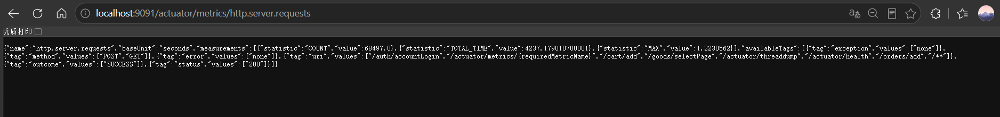 localhost:9091/actuator/metrics/http.server.requests
优质打印
{"name":"http.server.requests","baseUnit":"seconds","measurements":[{"statistic":"COUNT","value":68497.0},{"statistic":"TOTAL_TIME","value":4237.179010700001},{"statistic":"MAX","value":1.2230562}],"availableTags":[{"tag":"exception","values":["none"]},
{"tag":"method","values":["POST","GET"]},{"tag":"error","values":["none"]},{"tag":"uri","values":["/auth/accountLogin","/actuator/metrics/{requiredMetricName}","/cart/add","/goods/selectPage","/actuator/threaddump","/actuator/health","/orders/add","/**"]},
{"tag":"outcome","values":["SUCCESS"]},{"tag":"status","values":["200"]}]}